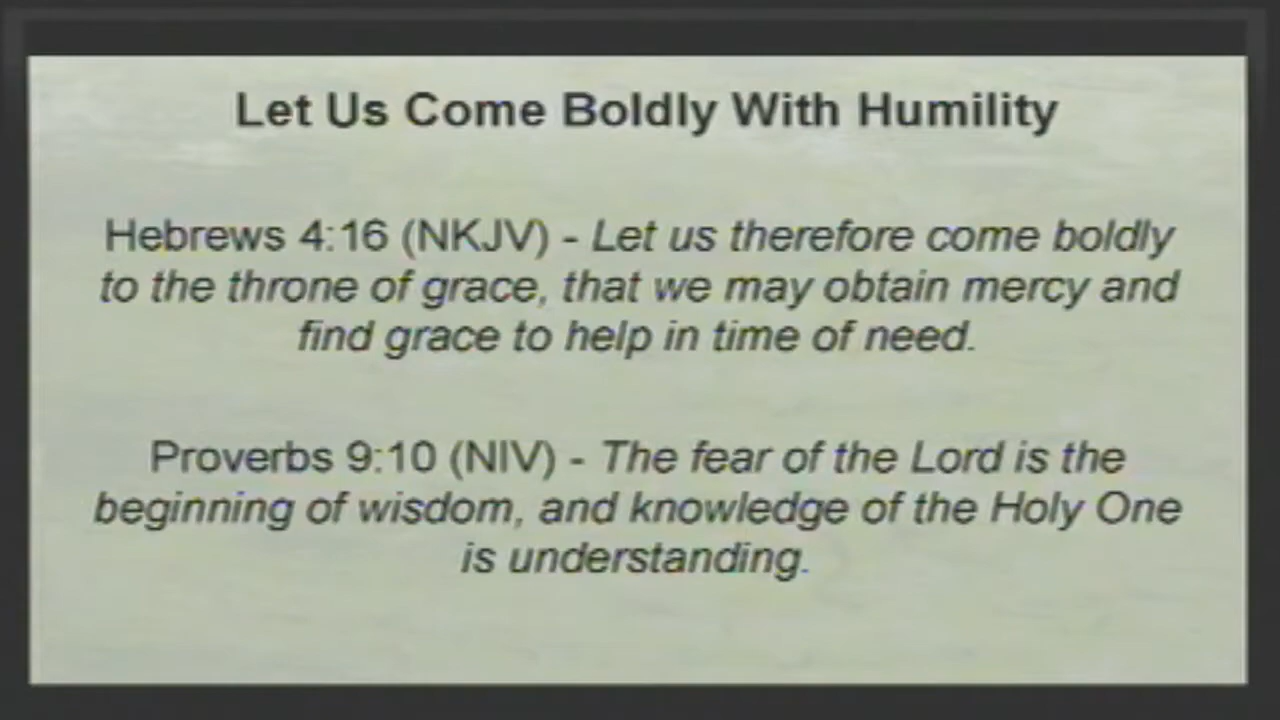 Let Us Come Boldly With Humility
Hebrews 4:16 (NKJV) - Let us therefore come boldly
to the throne of grace, that we may obtain mercy and
find grace to help in time of need.
Proverbs 9:10 (NIV) - The fear of the Lord is the
beginning of wisdom, and knowledge of the Holy One
is understanding.